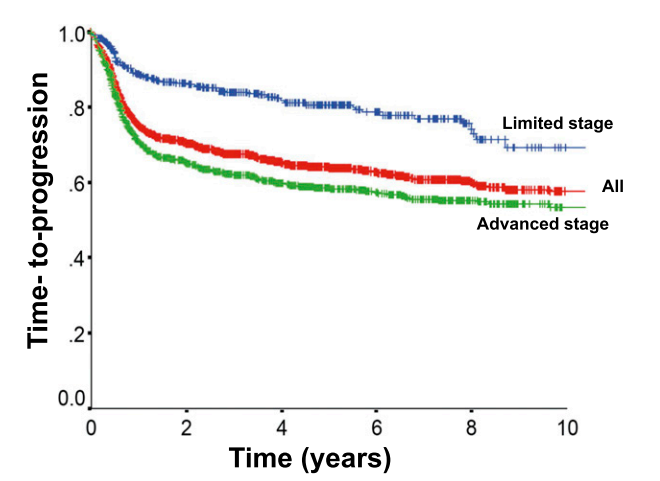 1.0
.8
.6
.4
.2
0.0
Time- to-progression
Limited stage
All
Advanced stage
0 2 4 6 8 10
Time (years)